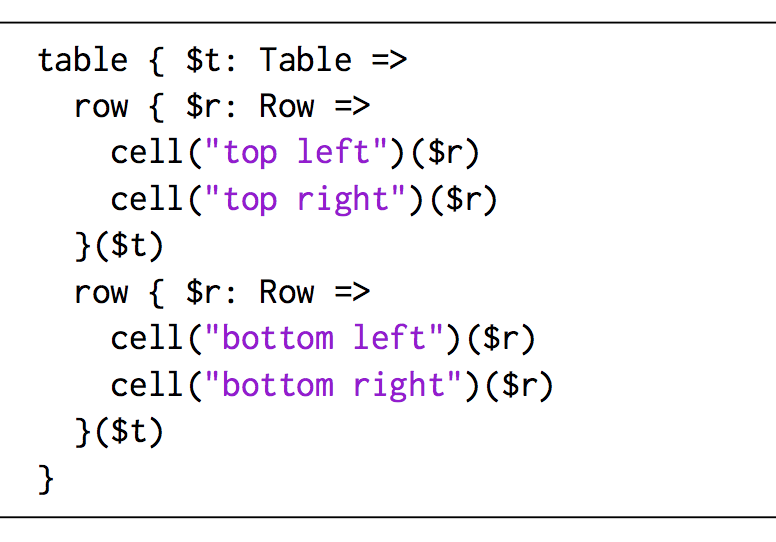 table { $t: Table =>
  row { $r: Row =>
    cell("top left")($r)
    cell("top right")($r)
  }($t)
  row { $r: Row =>
    cell("bottom left")($r)
    cell("bottom right")($r)
  }($t)
}